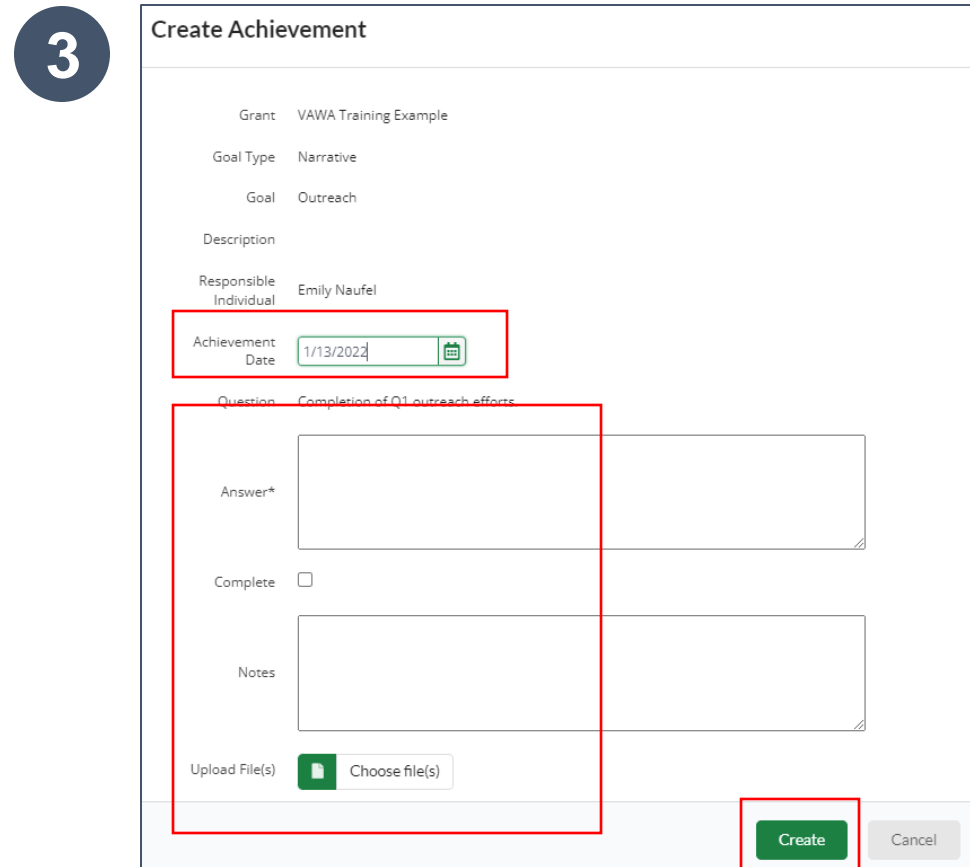 3
Create Achievement
Grant VAWA Training Example
Goal Type Narrative
Goal Outreach
Description
Responsible
Individual Emily Naufel
Achievement
Date 1/13/2022
Question Completion of Q1 outreach efforts.
Answer*
Complete
Notes
Upload File(s) Choose file(s)
Create Cancel